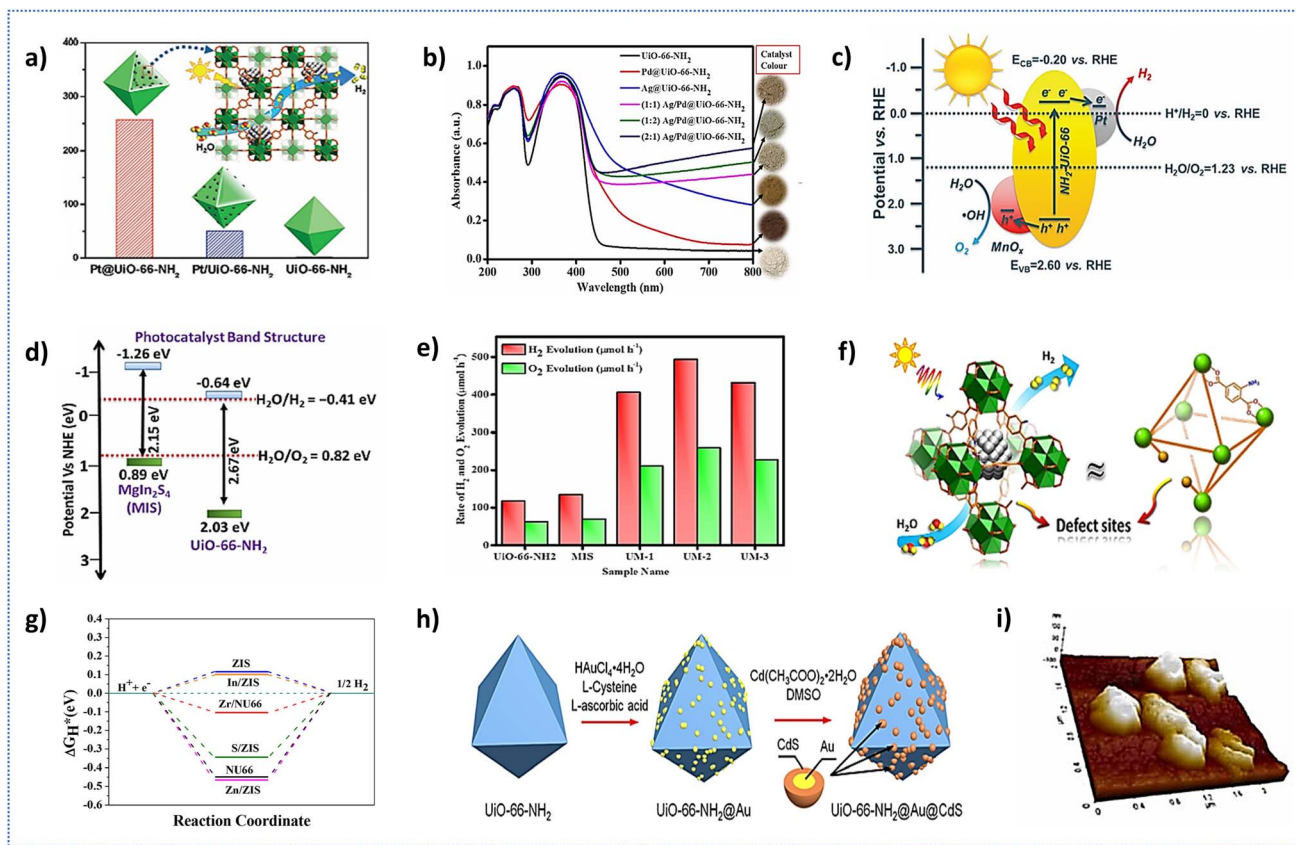 a)
400
350
300
250
200
150
100
50
0
H₂
H₂O
Pt@UiO-66-NH₂ Pt/UiO-66-NH₂ UiO-66-NH₂
b)
UiO-66-NH₂
Pd@UiO-66-NH₂
Ag@UiO-66-NH₂
(1:1) Ag/Pd@UiO-66-NH₂
(1:2) Ag/Pd@UiO-66-NH₂
(2:1) Ag/Pd@UiO-66-NH₂
Catalyst
Colour
Absorbance (a.u.)
1.0
0.8
0.6
0.4
0.2
0.0
200 300 400 500 600 700 800
Wavelength (nm)
c)
Potential vs. RHE
-1.0
0.0
1.0
2.0
3.0
E_CB=-0.20 vs. RHE
H₂
e⁻ e⁻
e⁻
Pt
H⁺/H₂=0 vs. RHE
H₂O
NH₂-UiO-66
H₂O/O₂=1.23 vs. RHE
H₂O
•OH
O₂
h⁺
h⁺ h⁺
MnOₓ
E_VB=2.60 vs. RHE
d)
Photocatalyst Band Structure
Potential Vs NHE (eV)
-1
0
1
2
3
-1.26 eV
-0.64 eV
H₂O/H₂ = −0.41 eV
2.15 eV
2.67 eV
H₂O/O₂ = 0.82 eV
0.89 eV
MgIn₂S₄
(MIS)
2.03 eV
UiO-66-NH₂
e)
H₂ Evolution (μmol h⁻¹)
O₂ Evolution (μmol h⁻¹)
Rate of H₂ and O₂ Evolution (μmol h⁻¹)
500
400
300
200
100
0
UiO-66-NH2 MIS UM-1 UM-2 UM-3
Sample Name
f)
H₂
NH₂
H₂O
≈
Defect sites
g)
ΔG_H*(eV)
0.4
0.3
0.2
0.1
0.0
-0.1
-0.2
-0.3
-0.4
-0.5
-0.6
H⁺+ e⁻
ZIS
In/ZIS
Zr/NU66
S/ZIS
NU66
Zn/ZIS
1/2 H₂
Reaction Coordinate
h)
HAuCl₄•4H₂O
L-Cysteine
L-ascorbic acid
Cd(CH₃COO)₂•2H₂O
DMSO
CdS
Au
UiO-66-NH₂
UiO-66-NH₂@Au
UiO-66-NH₂@Au@CdS
i)